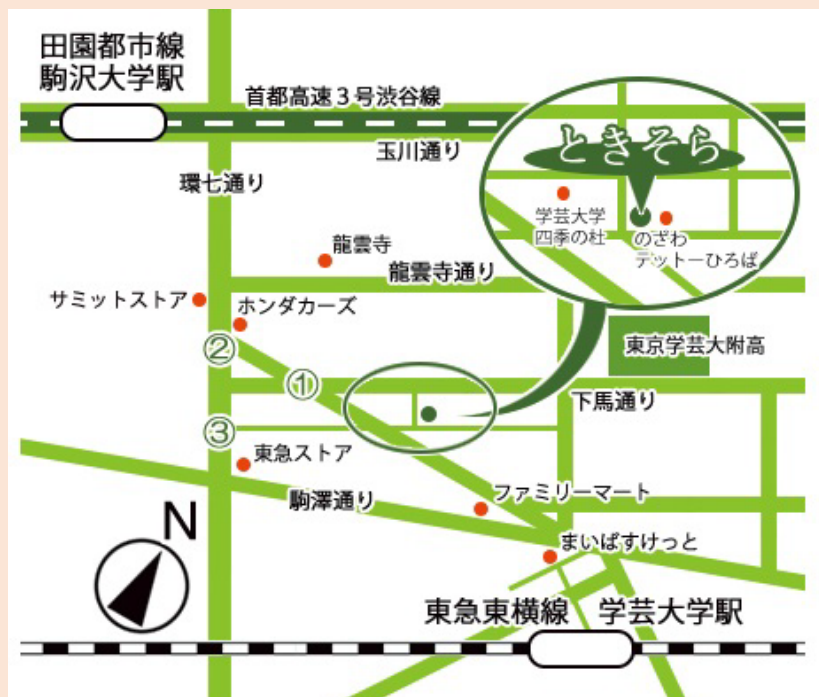 田園都市線
駒沢大学駅
首都高速3号渋谷線
玉川通り
環七通り
ときそら
学芸大学
四季の杜
のざわ
テットーひろば
龍雲寺
龍雲寺通り
サミットストア
ホンダカーズ
②
①
東京学芸大附高
下馬通り
③
東急ストア
駒澤通り
ファミリーマート
まいばすけっと
N
東急東横線 学芸大学駅